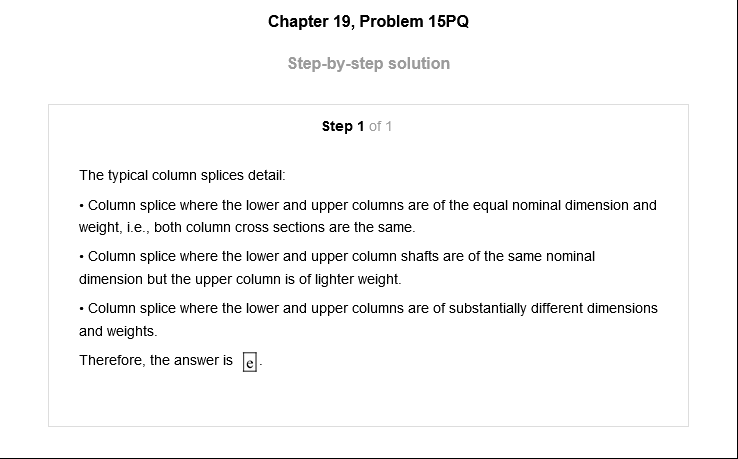 Chapter 19, Problem 15PQ
Step-by-step solution
Step 1 of 1
The typical column splices detail:
• Column splice where the lower and upper columns are of the equal nominal dimension and
weight, i.e., both column cross sections are the same.
• Column splice where the lower and upper column shafts are of the same nominal
dimension but the upper column is of lighter weight.
• Column splice where the lower and upper columns are of substantially different dimensions
and weights.
Therefore, the answer is e.